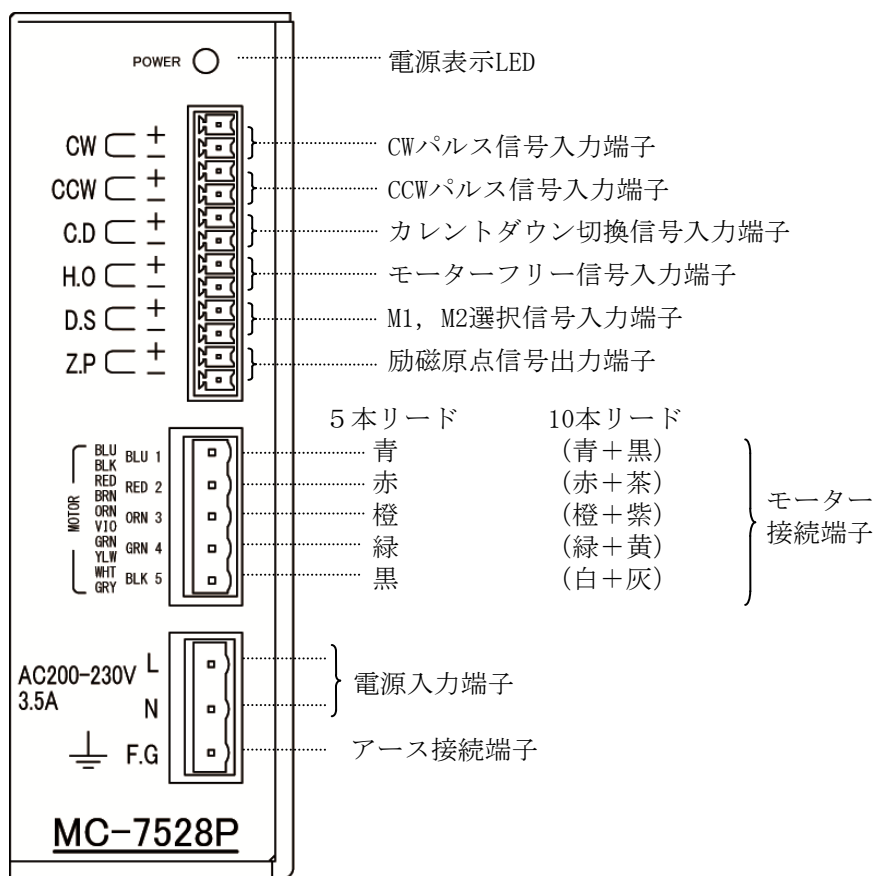 POWER 電源表示LED
CW + − CWパルス信号入力端子
CCW + − CCWパルス信号入力端子
C.D + − カレントダウン切換信号入力端子
H.O + − モーターフリー信号入力端子
D.S + − M1, M2選択信号入力端子
Z.P + − 励磁原点信号出力端子
5本リード 10本リード
MOTOR
BLU BLK BLU 1 青 (青+黒)
RED BRN RED 2 赤 (赤+茶)
ORN VIO ORN 3 橙 (橙+紫)
GRN YLW GRN 4 緑 (緑+黄)
WHT GRY BLK 5 黒 (白+灰)
モーター
接続端子
AC200-230V
3.5A
L
N
電源入力端子
F.G アース接続端子
MC-7528P